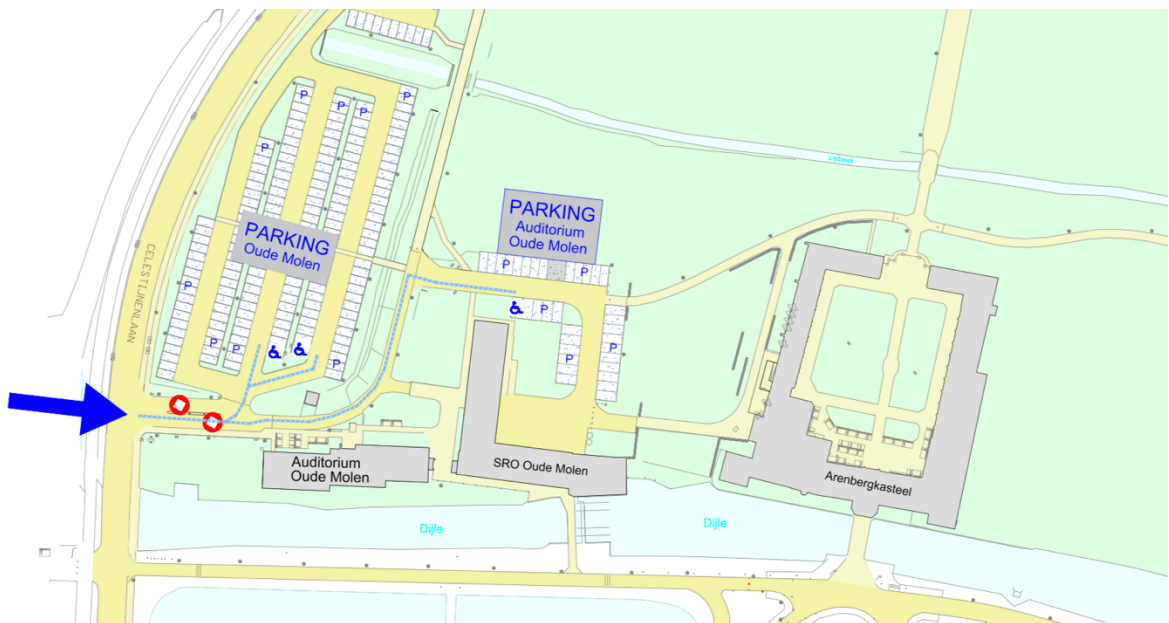 P
P
P
P
P
PARKING
Oude Molen
PARKING
Auditorium
Oude Molen
Leibeek
CELESTIJNENLAAN
P
P
P
P
P
P
P
P
P
P
Auditorium
Oude Molen
SRO Oude Molen
Arenbergkasteel
Dijle
Dijle